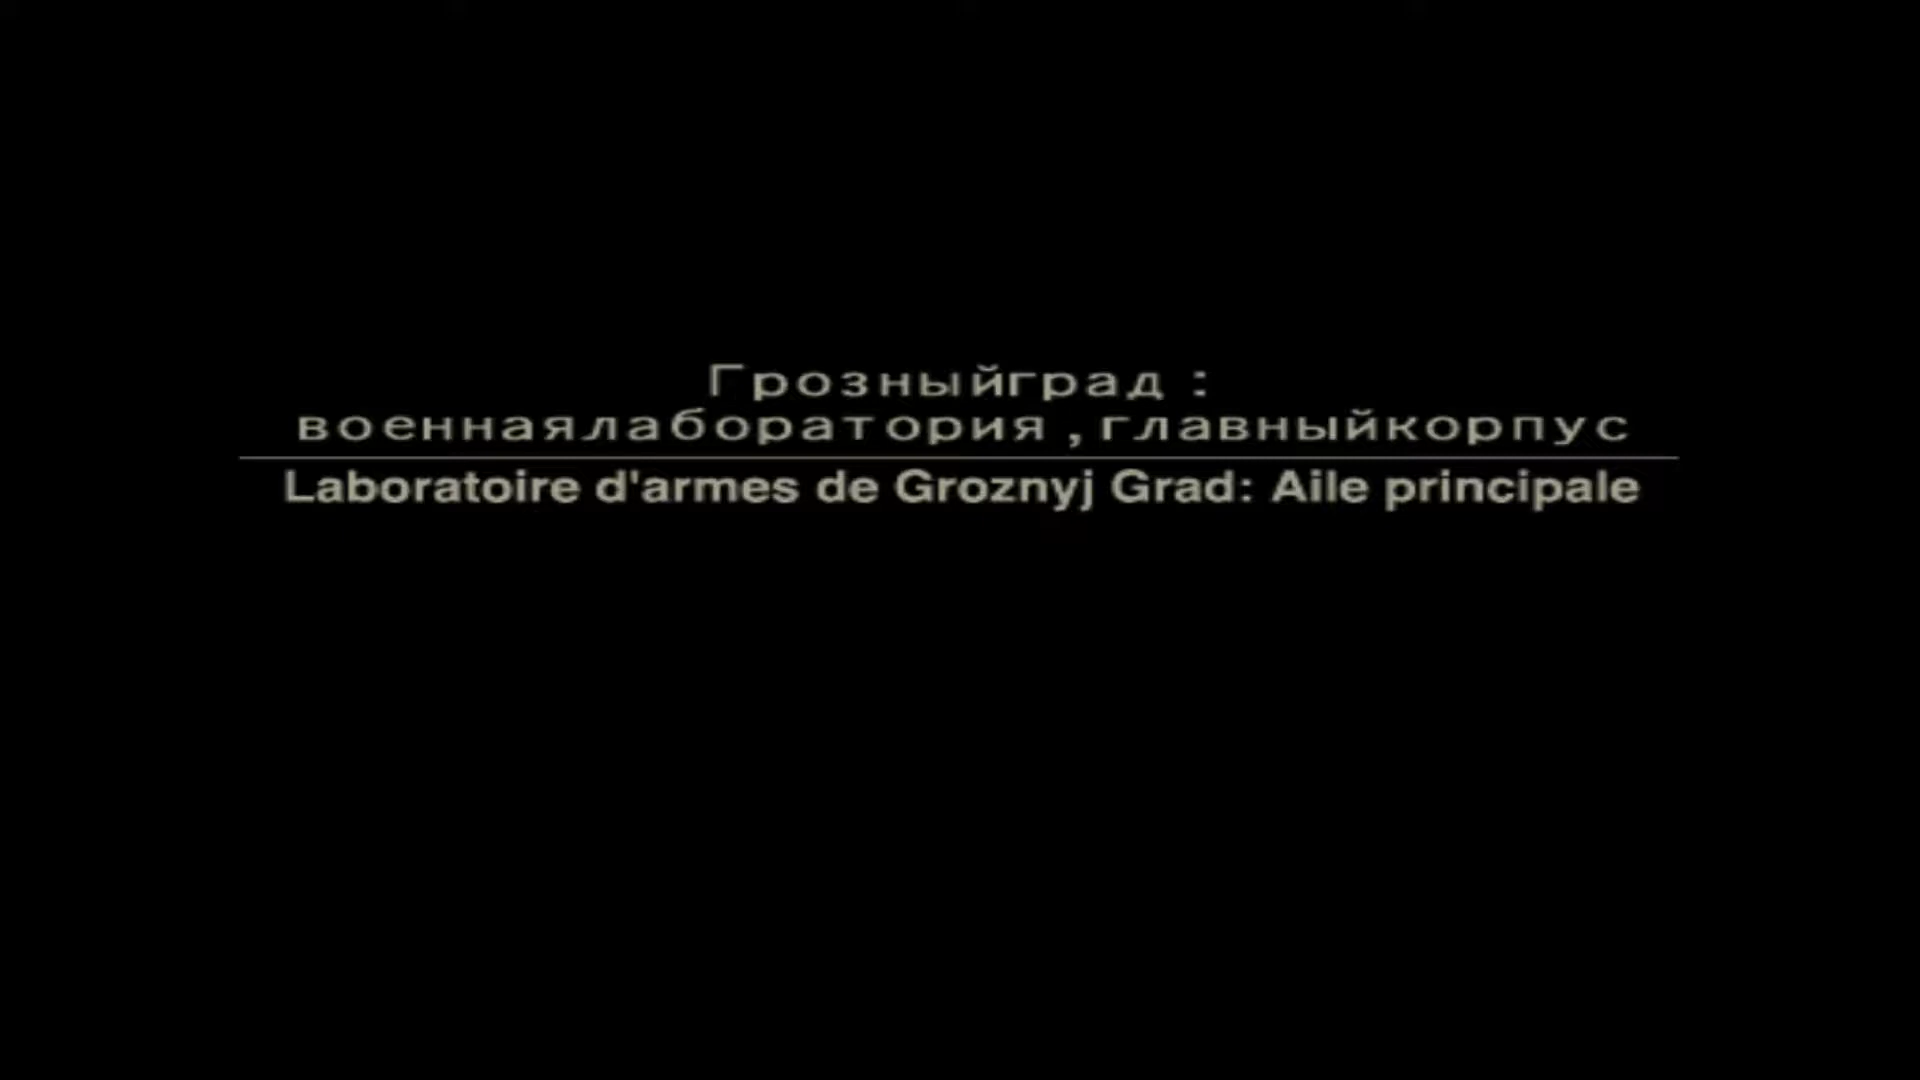 Грозныйград :
военнаялаборатория , главныйкорпус
Laboratoire d'armes de Groznyj Grad: Aile principale